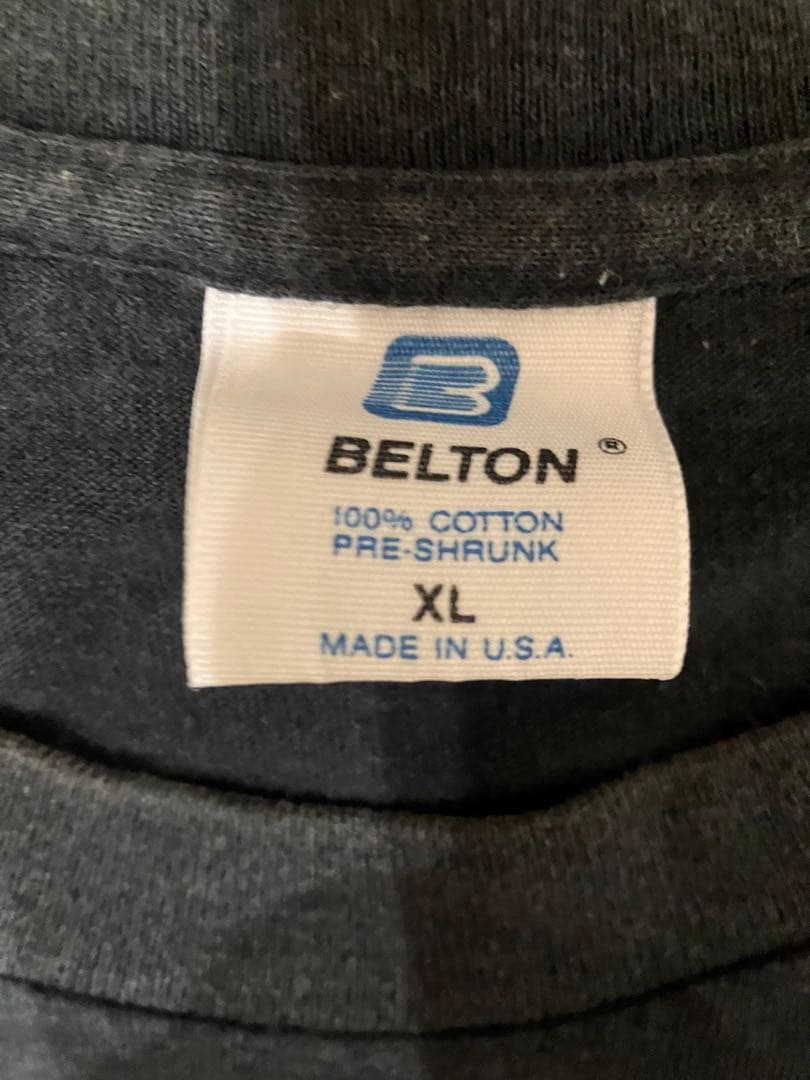 B
BELTON ®
100% COTTON
PRE-SHRUNK
XL
MADE IN U.S.A.